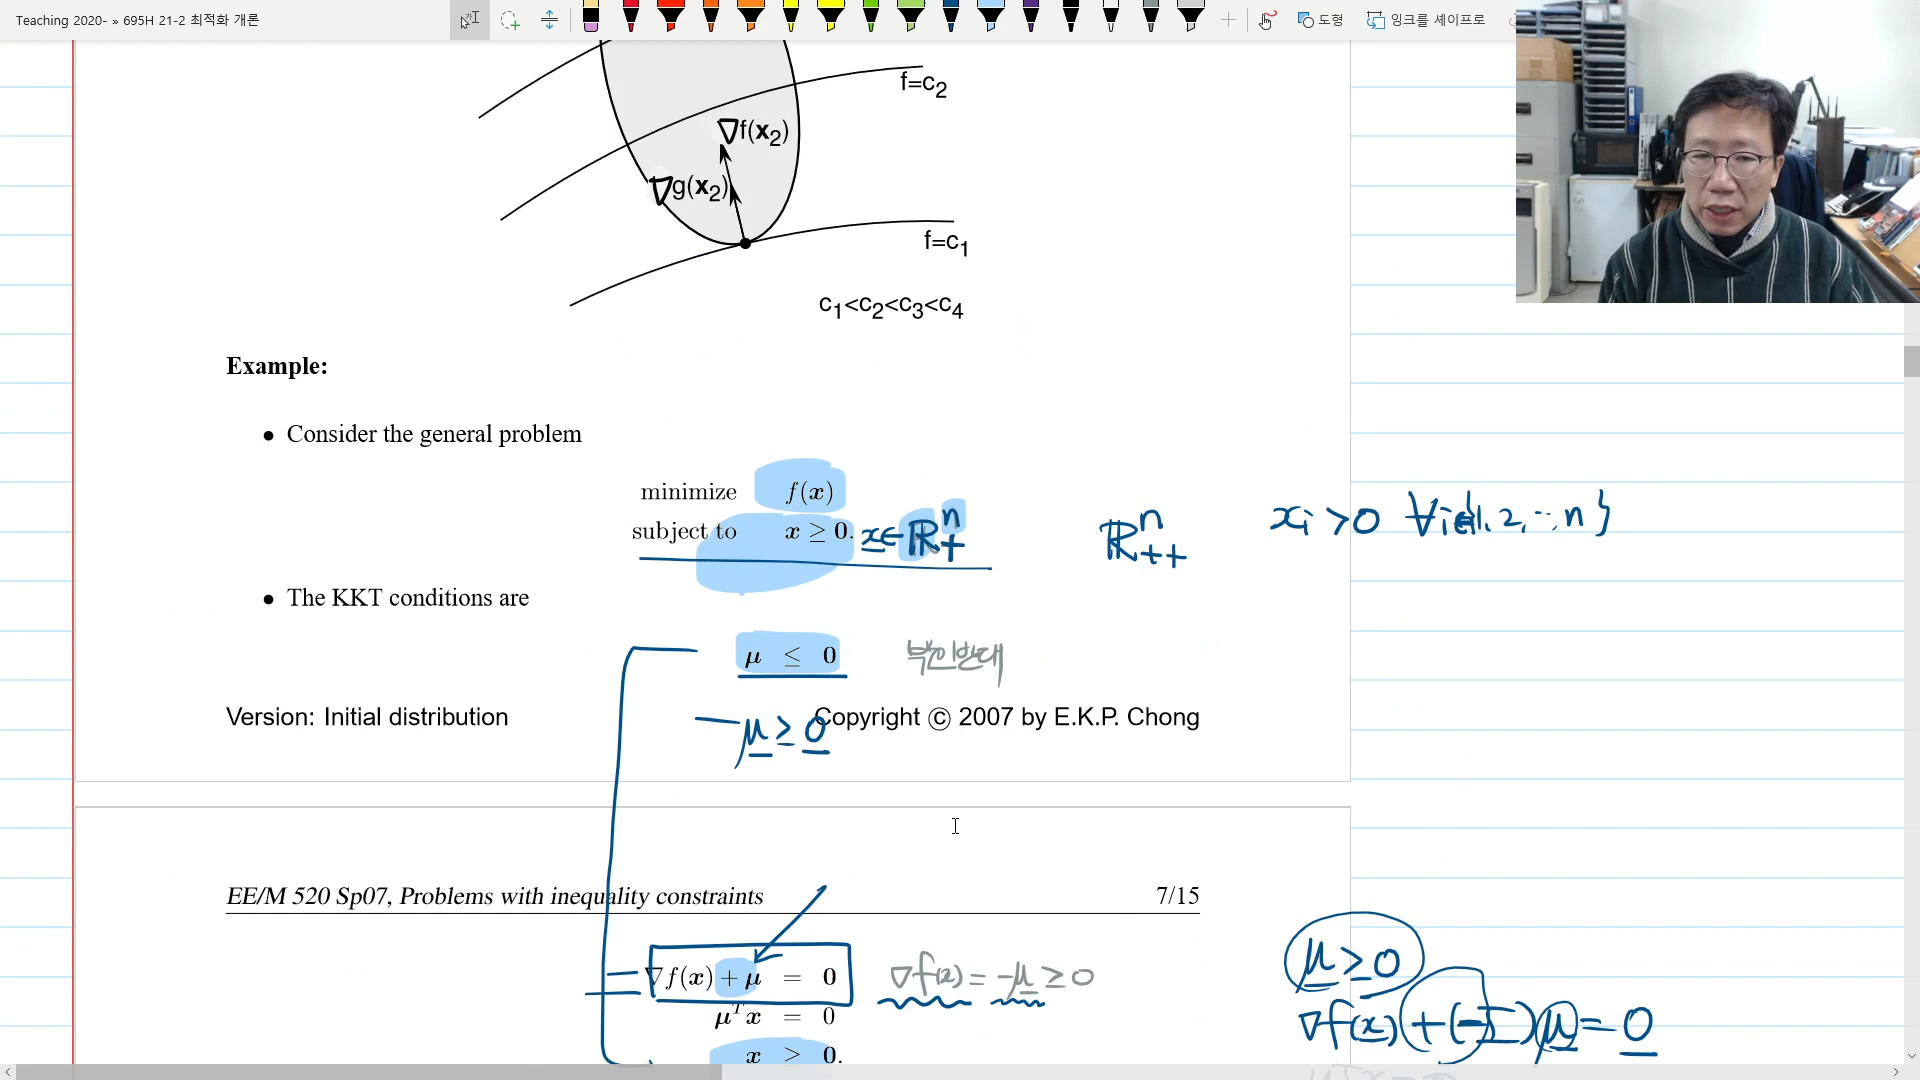 Teaching 2020- » 695H 21-2 최적화 개론
도형
잉크를 셰이프로
f=c₂
∇f(x₂)
∇g(x₂)
f=c₁
c₁<c₂<c₃<c₄
Example:
• Consider the general problem
minimize f(x)
subject to x ≥ 0. x∈ℝ₊ⁿ ℝ₊₊ⁿ xᵢ>0 ∀i∈{1, 2, ⋯, n}
• The KKT conditions are
μ ≤ 0 부호 반대
Version: Initial distribution Copyright © 2007 by E.K.P. Chong
-μ ≥ 0
EE/M 520 Sp07, Problems with inequality constraints 7/15
μ ≥ 0
∇f(x) + μ = 0 ∇f(x) = -μ ≥ 0
∇f(x) + (-I)μ = 0
μᵀx = 0
x ≥ 0.